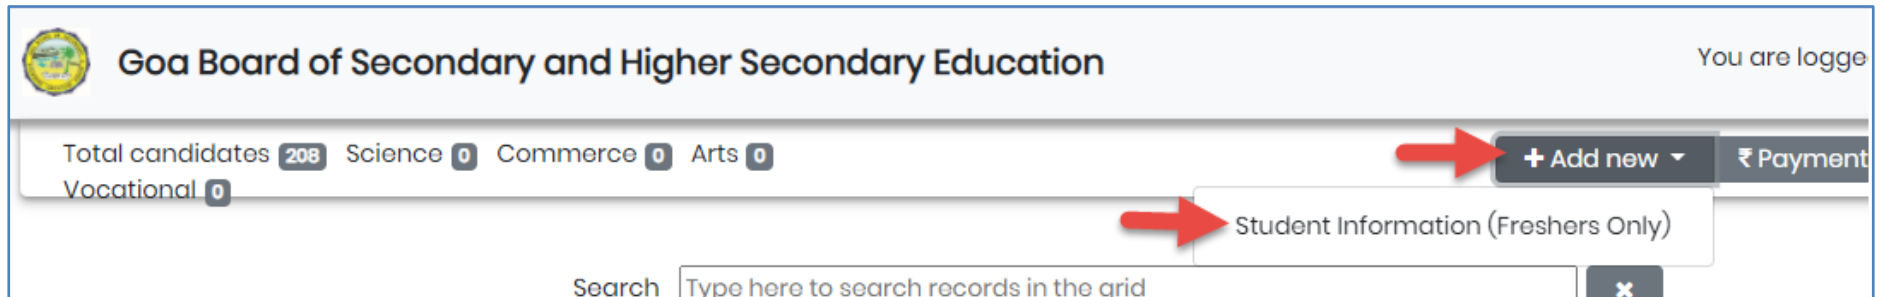 Goa Board of Secondary and Higher Secondary Education
You are logge
Total candidates 208 Science 0 Commerce 0 Arts 0
Vocational 0
+ Add new
₹ Payment
Student Information (Freshers Only)
Search
Type here to search records in the grid
×